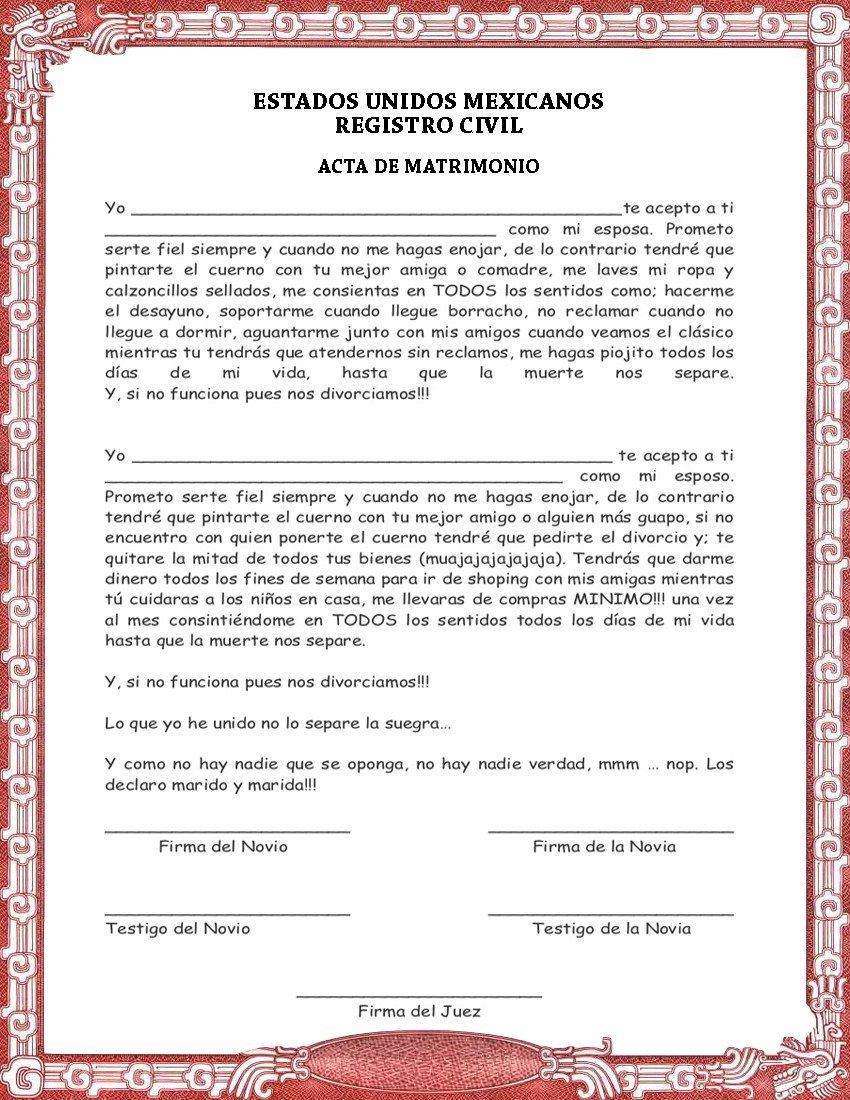 ESTADOS UNIDOS MEXICANOS
REGISTRO CIVIL
ACTA DE MATRIMONIO
Yo ______________________________________________te acepto a ti
____________________________________ como mi esposa. Prometo
serte fiel siempre y cuando no me hagas enojar, de lo contrario tendré que
pintarte el cuerno con tu mejor amiga o comadre, me laves mi ropa y
calzoncillos sellados, me consientas en TODOS los sentidos como; hacerme
el desayuno, soportarme cuando llegue borracho, no reclamar cuando no
llegue a dormir, aguantarme junto con mis amigos cuando veamos el clásico
mientras tu tendrás que atendernos sin reclamos, me hagas piojito todos los
días de mi vida, hasta que la muerte nos separe.
Y, si no funciona pues nos divorciamos!!!
Yo ______________________________________________ te acepto a ti
____________________________________________ como mi esposo.
Prometo serte fiel siempre y cuando no me hagas enojar, de lo contrario
tendré que pintarte el cuerno con tu mejor amigo o alguien más guapo, si no
encuentro con quien ponerte el cuerno tendré que pedirte el divorcio y; te
quitare la mitad de todos tus bienes (muajajajajajaja). Tendrás que darme
dinero todos los fines de semana para ir de shoping con mis amigas mientras
tú cuidaras a los niños en casa, me llevaras de compras MINIMO!!! una vez
al mes consintiéndome en TODOS los sentidos todos los días de mi vida
hasta que la muerte nos separe.
Y, si no funciona pues nos divorciamos!!!
Lo que yo he unido no lo separe la suegra...
Y como no hay nadie que se oponga, no hay nadie verdad, mmm ... nop. Los
declaro marido y marida!!!
Firma del Novio
Firma de la Novia
Testigo del Novio
Testigo de la Novia
Firma del Juez